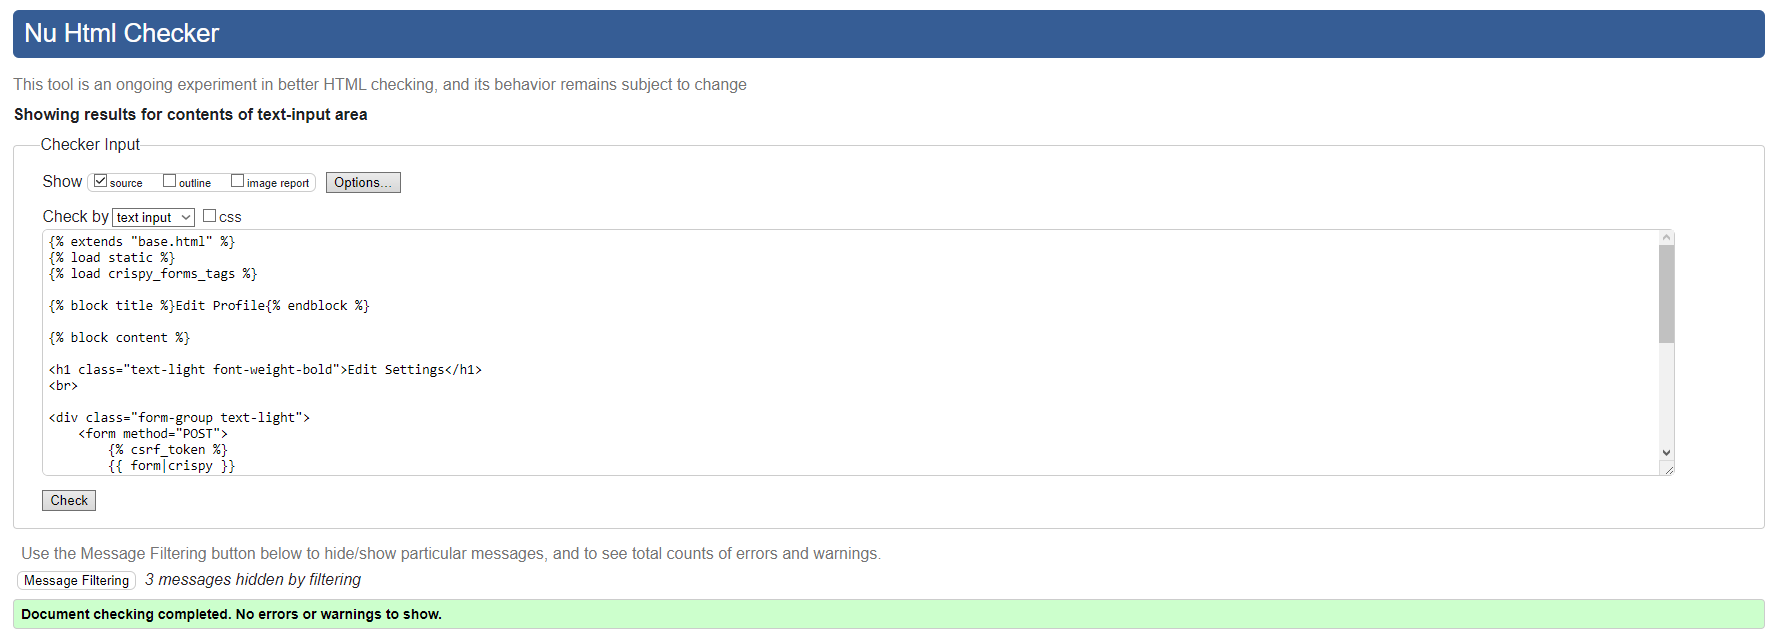 Nu Html Checker
This tool is an ongoing experiment in better HTML checking, and its behavior remains subject to change
Showing results for contents of text-input area
Checker Input
Show source outline image report Options...
Check by text input css
{% extends "base.html" %}
{% load static %}
{% load crispy_forms_tags %}
{% block title %}Edit Profile{% endblock %}
{% block content %}
<h1 class="text-light font-weight-bold">Edit Settings</h1>
<br>
<div class="form-group text-light">
<form method="POST">
{% csrf_token %}
{{ form|crispy }}
Check
Use the Message Filtering button below to hide/show particular messages, and to see total counts of errors and warnings.
Message Filtering 3 messages hidden by filtering
Document checking completed. No errors or warnings to show.